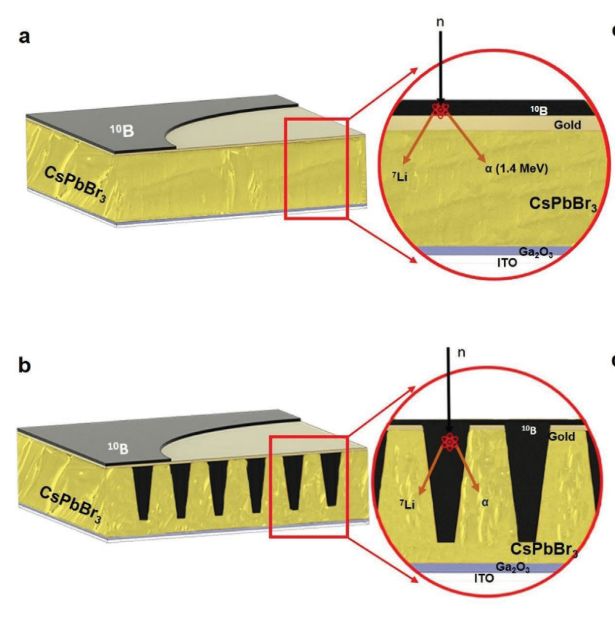 a
n
¹⁰B
¹⁰B
Gold
⁷Li
α (1.4 MeV)
CsPbBr₃
CsPbBr₃
Ga₂O₃
ITO
b
n
¹⁰B
¹⁰B
Gold
⁷Li
α
CsPbBr₃
CsPbBr₃
Ga₂O₃
ITO